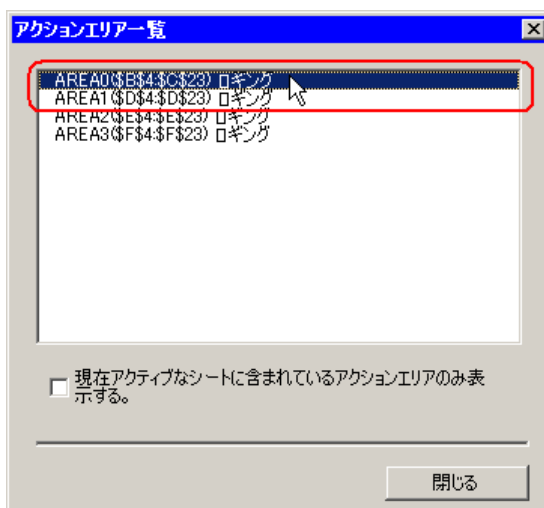 アクションエリア一覧
AREA0($B$4:$C$23) ロギング
AREA1($D$4:$D$23) ロギング
AREA2($E$4:$E$23) ロギング
AREA3($F$4:$F$23) ロギング
現在アクティブなシートに含まれているアクションエリアのみ表
示する。
閉じる